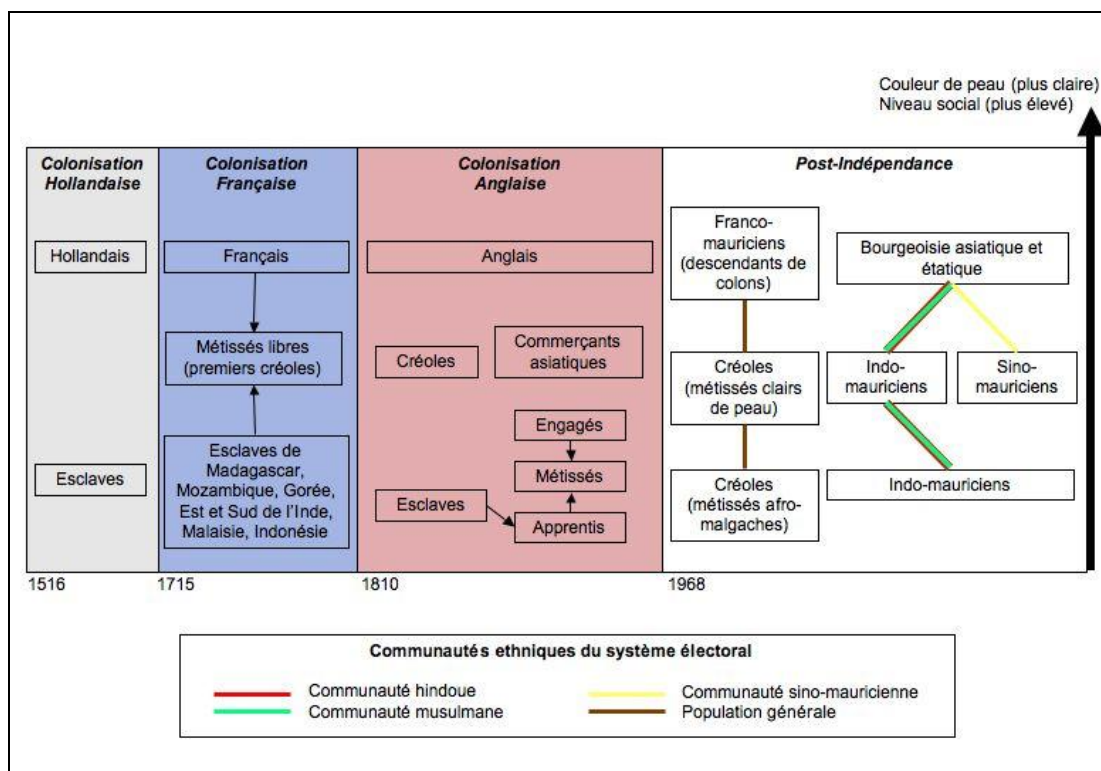 Couleur de peau (plus claire)
Niveau social (plus élevé)
Colonisation
Hollandaise
Colonisation
Française
Colonisation
Anglaise
Post-Indépendance
Hollandais
Français
Anglais
Franco-
mauriciens
(descendants de
colons)
Bourgeoisie asiatique et
étatique
Métissés libres
(premiers créoles)
Créoles
Commerçants
asiatiques
Créoles
(métissés clairs
de peau)
Indo-
mauriciens
Sino-
mauriciens
Engagés
Esclaves
Esclaves de
Madagascar,
Mozambique, Gorée,
Est et Sud de l'Inde,
Malaisie, Indonésie
Métissés
Esclaves
Apprentis
Créoles
(métissés afro-
malgaches)
Indo-mauriciens
1516
1715
1810
1968
Communautés ethniques du système électoral
Communauté hindoue
Communauté musulmane
Communauté sino-mauricienne
Population générale